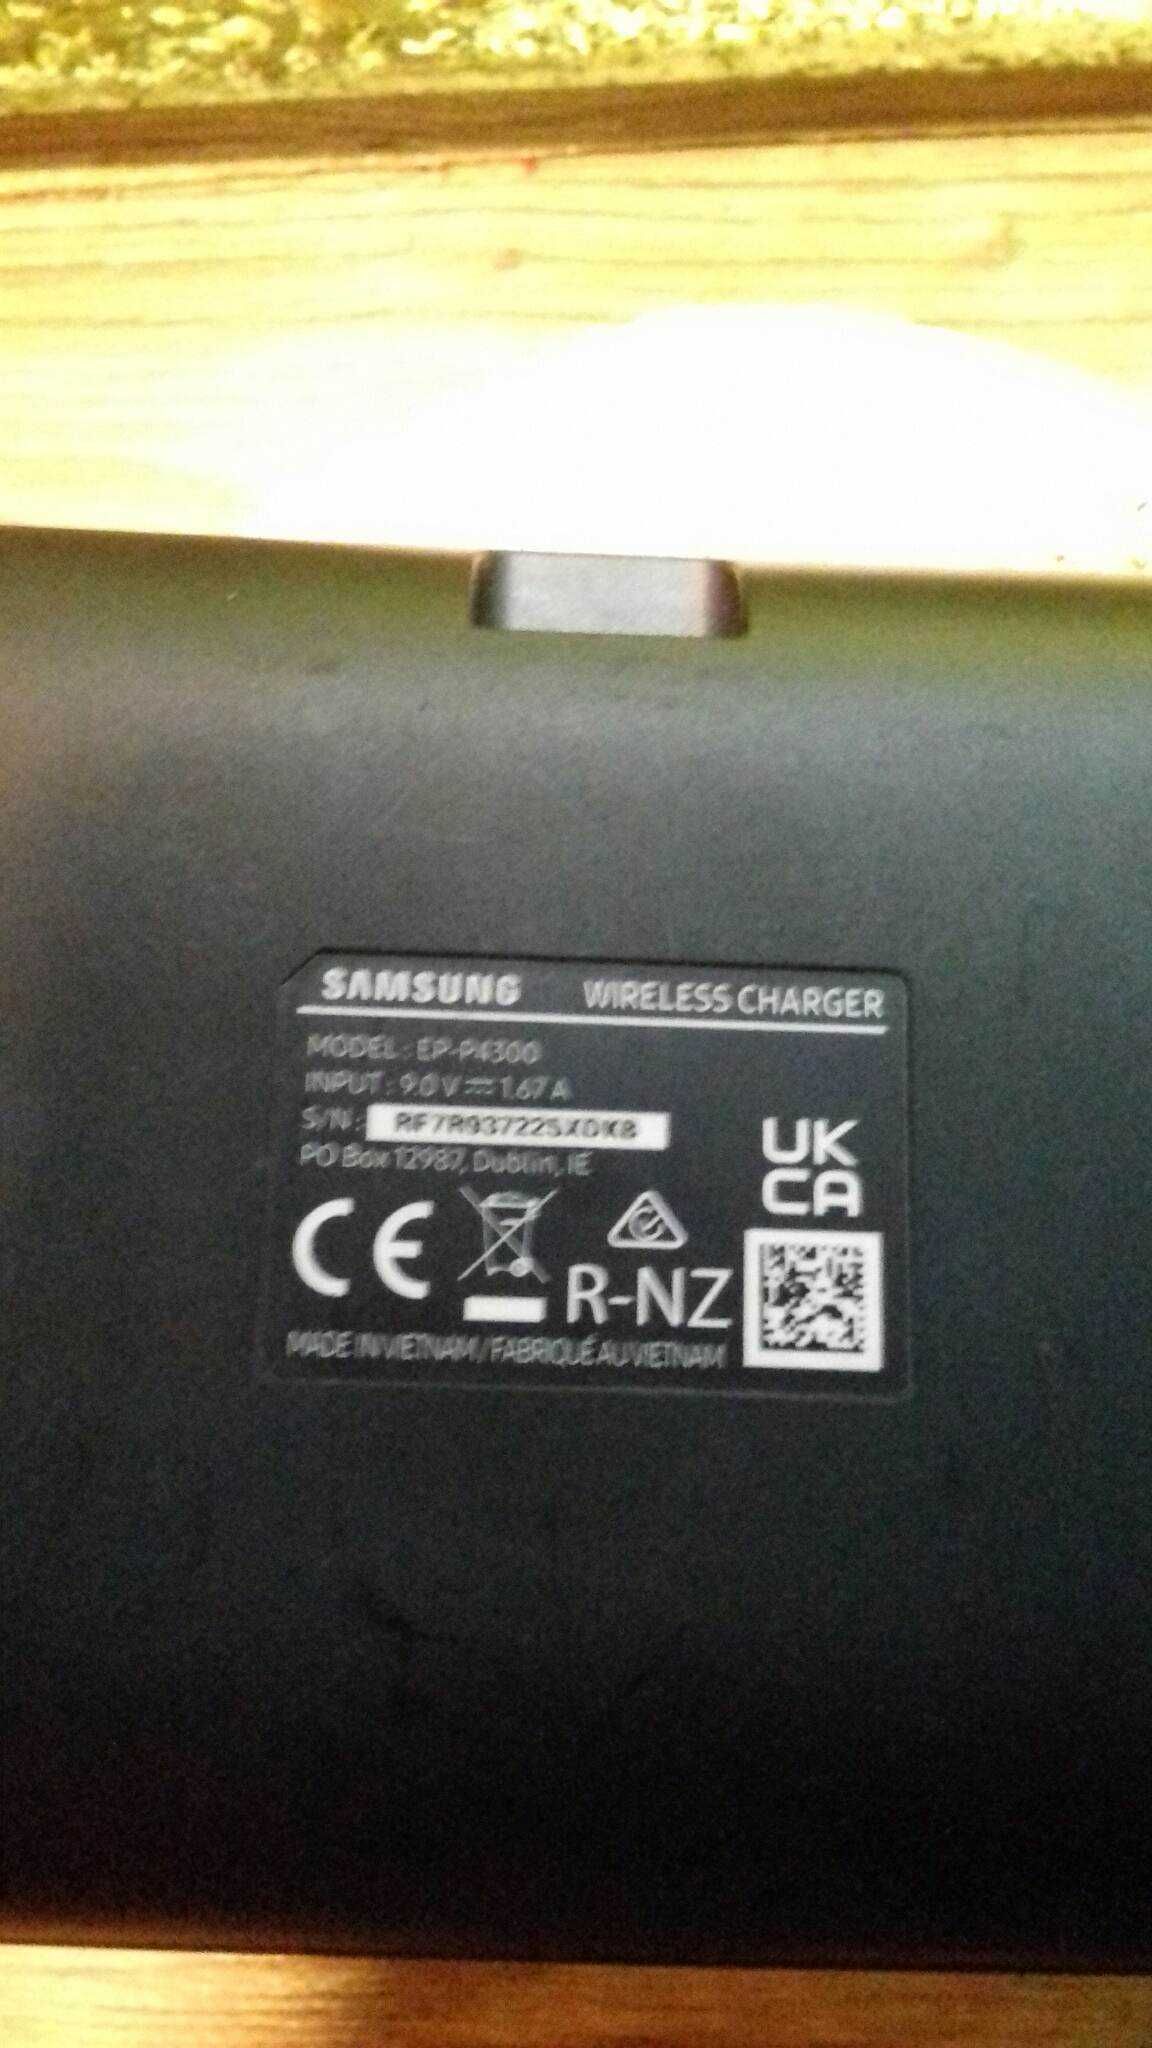 SAMSUNG WIRELESS CHARGER
MODEL : EP-P4300
INPUT : 9.0 V ⎓ 1.67 A
S/N : RF7R937225XDK8
PO Box 12987, Dublin, IE
UK
CA
CE
R-NZ
MADE IN VIETNAM / FABRIQUÉ AU VIETNAM